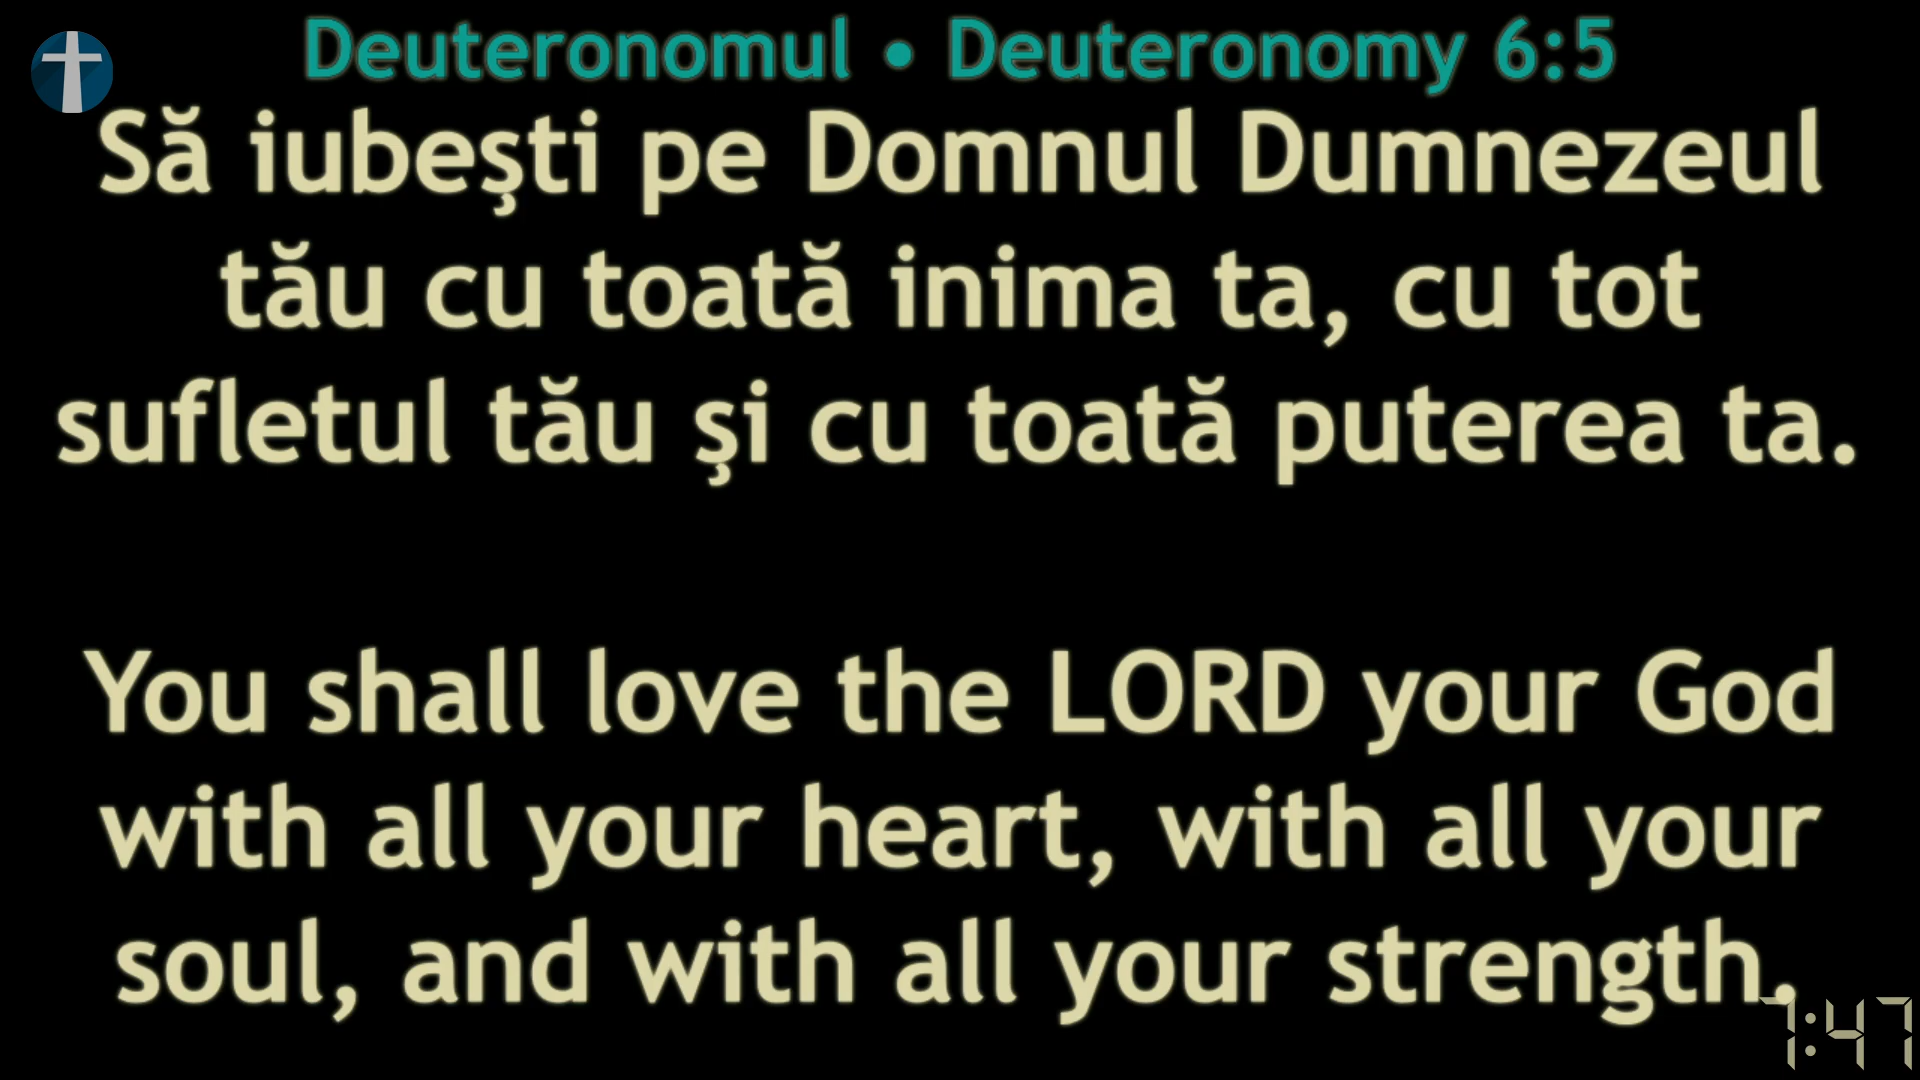 Deuteronomul • Deuteronomy 6:5
Să iubeşti pe Domnul Dumnezeul
tău cu toată inima ta, cu tot
sufletul tău şi cu toată puterea ta.
You shall love the LORD your God
with all your heart, with all your
soul, and with all your strength.
7:47